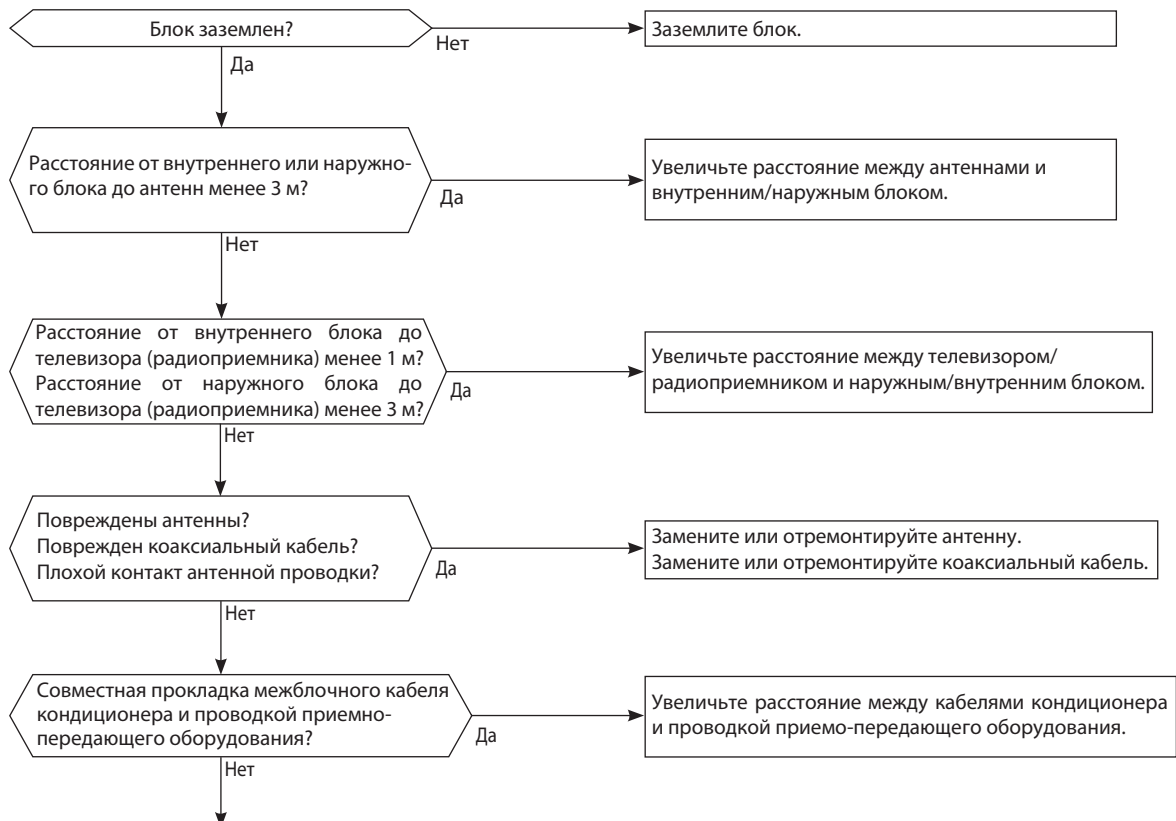 Блок заземлен?
Нет
Заземлите блок.
Да
Расстояние от внутреннего или наружно-
го блока до антенн менее 3 м?
Да
Увеличьте расстояние между антеннами и
внутренним/наружным блоком.
Нет
Расстояние от внутреннего блока до
телевизора (радиоприемника) менее 1 м?
Расстояние от наружного блока до
телевизора (радиоприемника) менее 3 м?
Да
Увеличьте расстояние между телевизором/
радиоприемником и наружным/внутренним блоком.
Нет
Повреждены антенны?
Поврежден коаксиальный кабель?
Плохой контакт антенной проводки?
Да
Замените или отремонтируйте антенну.
Замените или отремонтируйте коаксиальный кабель.
Нет
Совместная прокладка межблочного кабеля
кондиционера и проводкой приемно-
передающего оборудования?
Да
Увеличьте расстояние между кабелями кондиционера
и проводкой приемо-передающего оборудования.
Нет